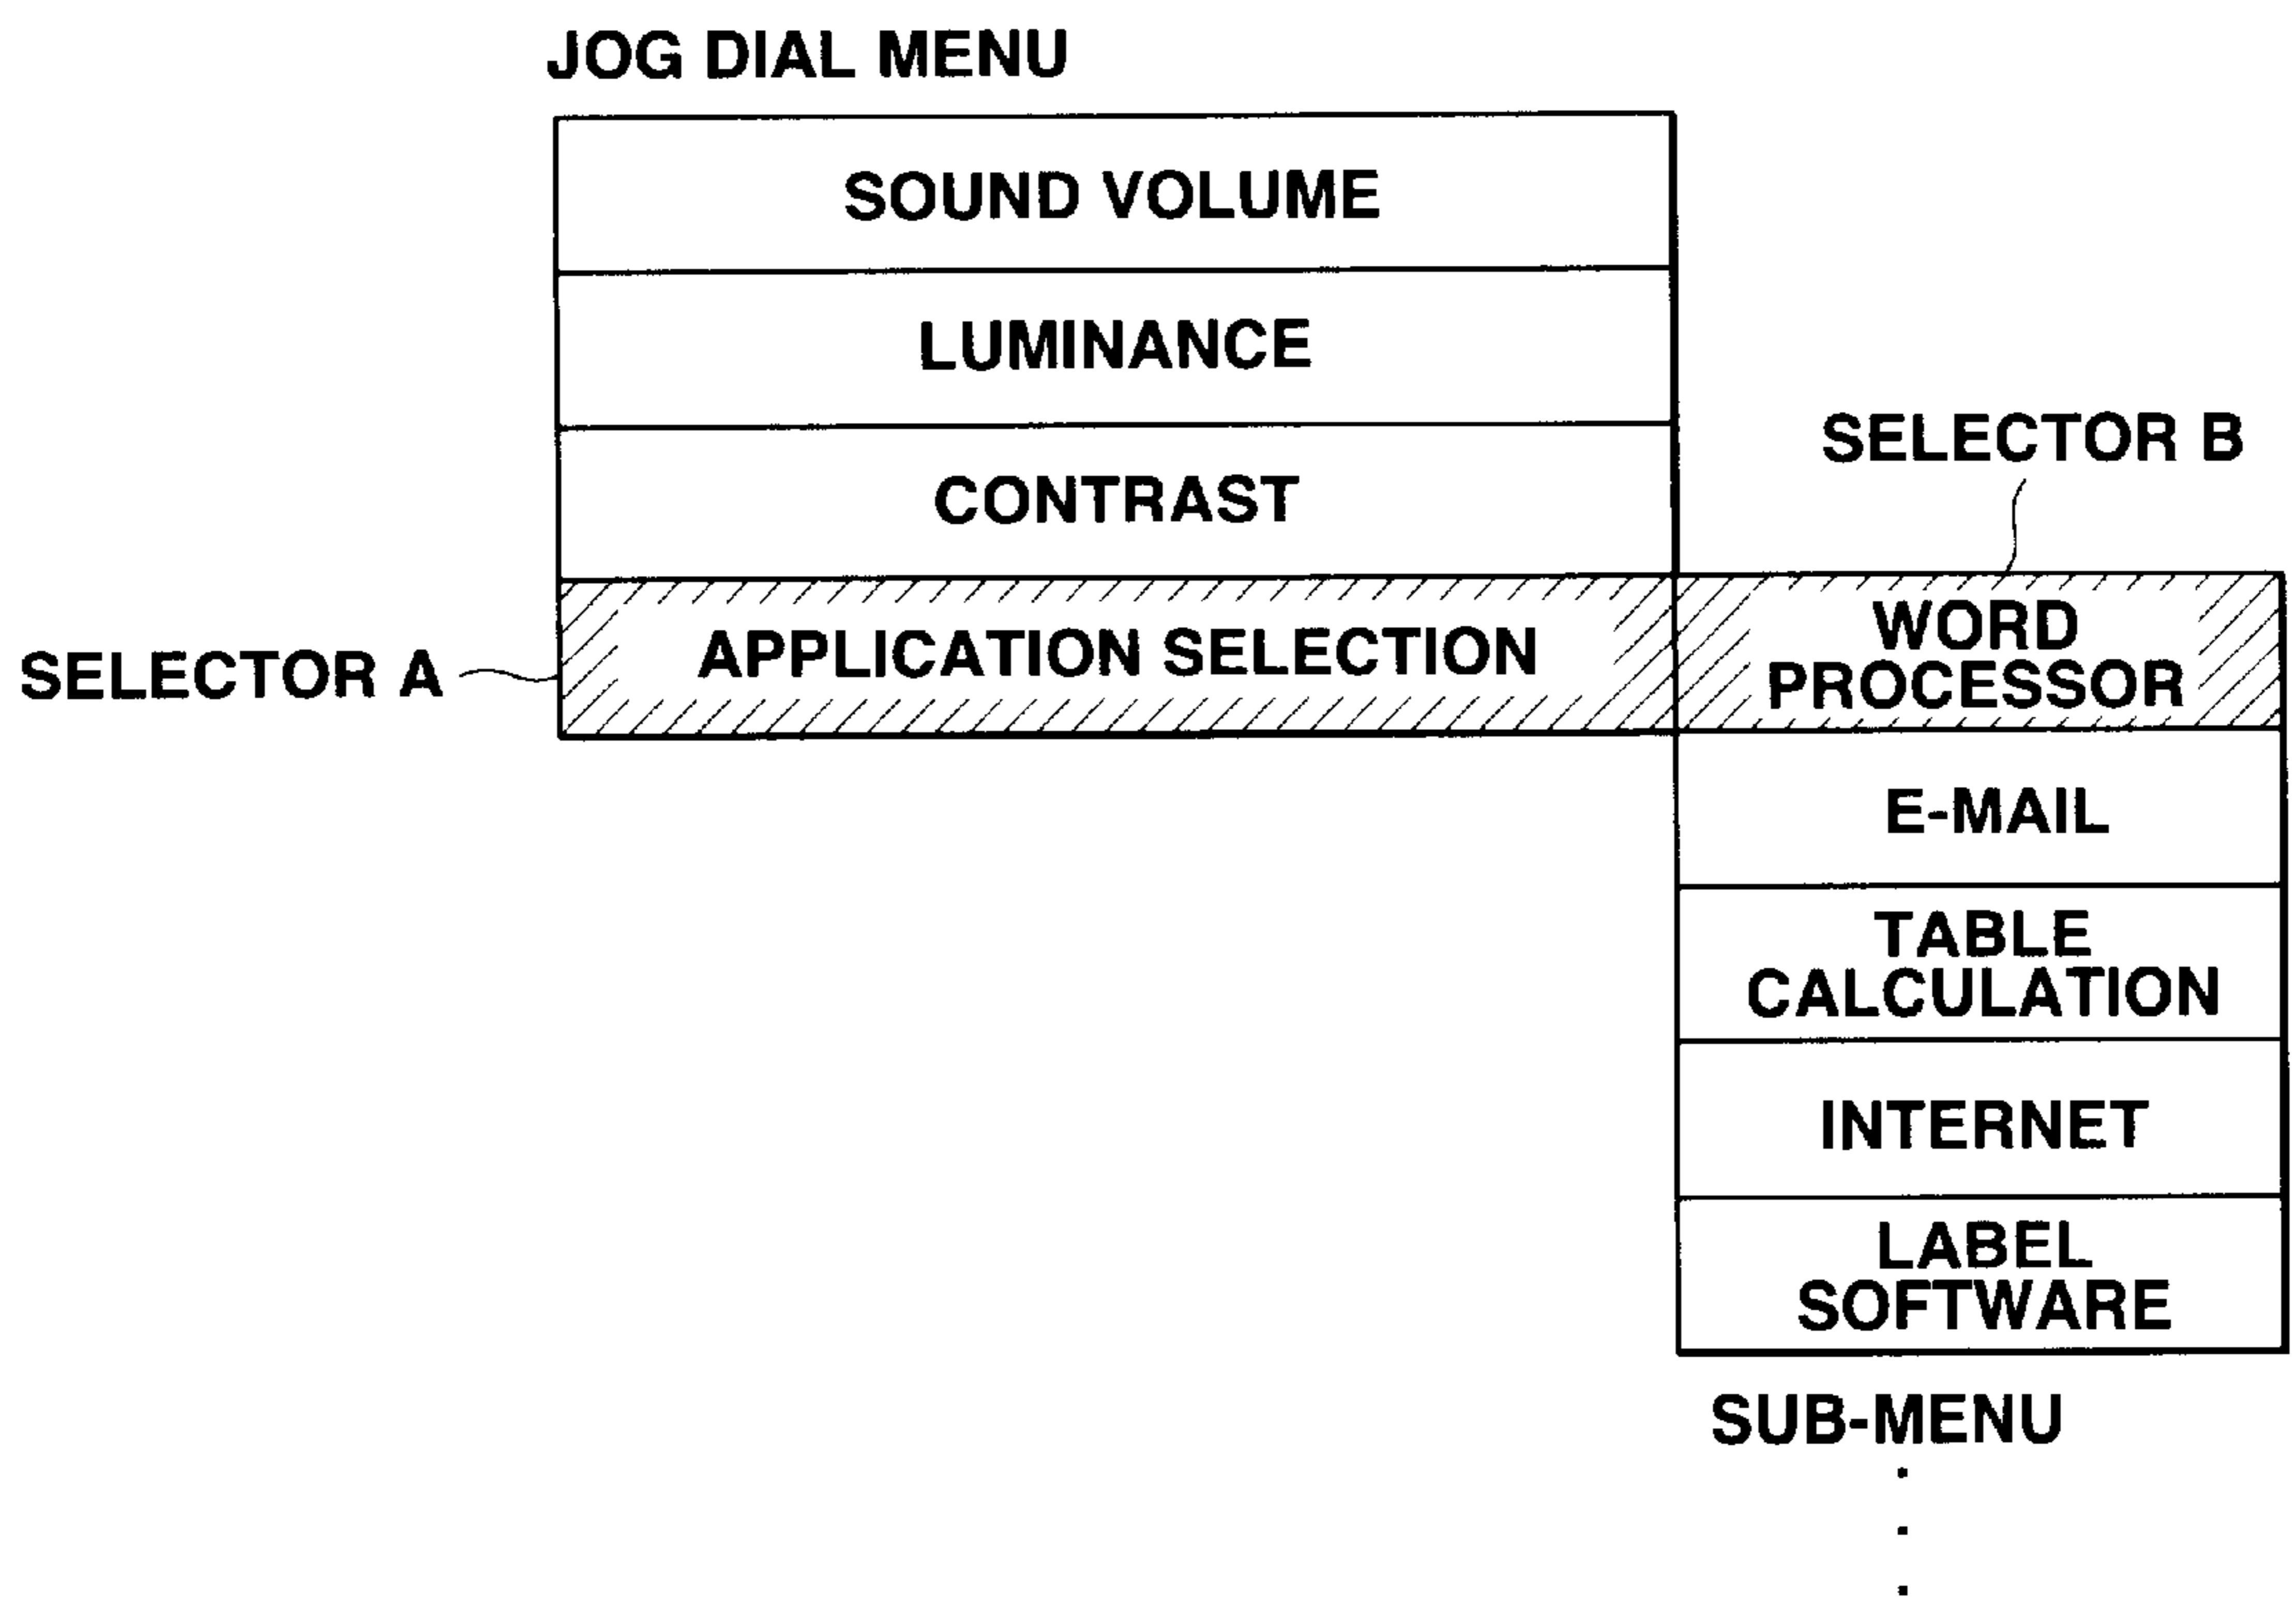 JOG DIAL MENU
SOUND VOLUME
LUMINANCE
CONTRAST
SELECTOR B
SELECTOR A
APPLICATION SELECTION
WORD
PROCESSOR
E-MAIL
TABLE
CALCULATION
INTERNET
LABEL
SOFTWARE
SUB-MENU